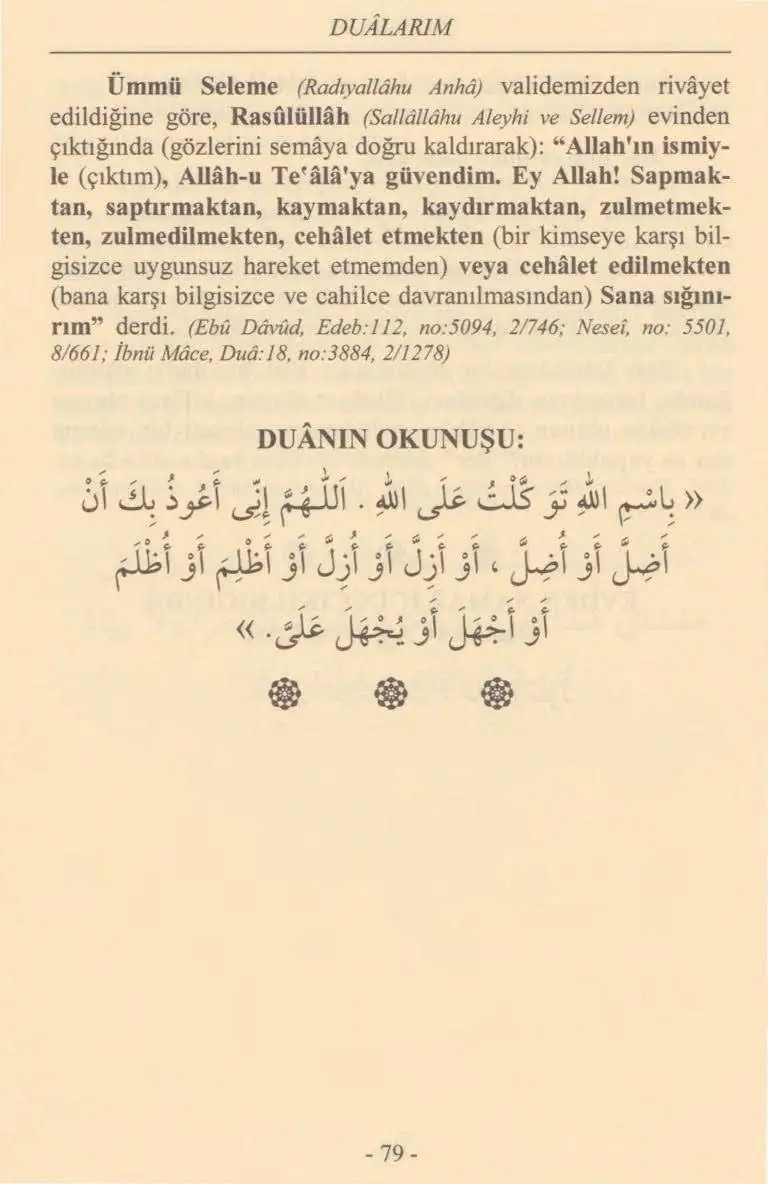 DUÂLARIM
Ümmü Seleme (Radıyallâhu Anhâ) validemizden rivâyet
edildiğine göre, Rasûlüllâh (Sallâllâhu Aleyhi ve Sellem) evinden
çıktığında (gözlerini semâya doğru kaldırarak): “Allah'ın ismiy-
le (çıktım), Allâh-u Te‘âlâ'ya güvendim. Ey Allah! Sapmak-
tan, saptırmaktan, kaymaktan, kaydırmaktan, zulmetmek-
ten, zulmedilmekten, cehâlet etmekten (bir kimseye karşı bil-
gisizce uygunsuz hareket etmemden) veya cehâlet edilmekten
(bana karşı bilgisizce ve cahilce davranılmasından) Sana sığını-
rım” derdi. (Ebû Dâvûd, Edeb:112, no:5094, 2/746; Neseî, no: 5501,
8/661; İbnü Mâce, Duâ:18, no:3884, 2/1278)
DUÂNIN OKUNUŞU:
« بِاسْمِ اللهِ تَوَ كَّلْتُ عَلَى اللهِ . اَللّٰهُمَّ إِنِّى أَعُوذُ بِكَ أَنْ
أَضِلَّ أَوْ أُضِلَّ ، أَوْ أَزِلَّ أَوْ أُزِلَّ أَوْ أَظْلِمَ أَوْ أُظْلَمَ
أَوْ أَجْهَلَ أَوْ يُجْهَلَ عَلَىَّ. »
- 79 -